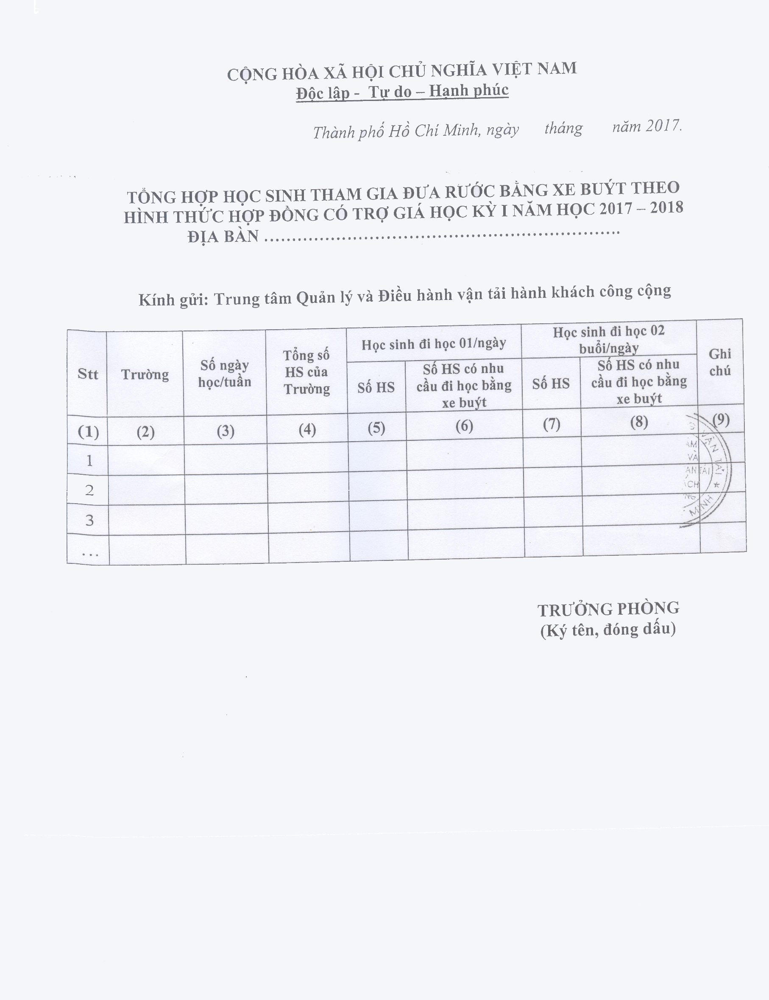 CỘNG HÒA XÃ HỘI CHỦ NGHĨA VIỆT NAM
Độc lập - Tự do – Hạnh phúc
Thành phố Hồ Chí Minh, ngày tháng năm 2017.
TỔNG HỢP HỌC SINH THAM GIA ĐƯA RƯỚC BẰNG XE BUÝT THEO
HÌNH THỨC HỢP ĐỒNG CÓ TRỢ GIÁ HỌC KỲ I NĂM HỌC 2017 – 2018
ĐỊA BÀN ................................................................
Kính gửi: Trung tâm Quản lý và Điều hành vận tải hành khách công cộng
Stt
Trường
Số ngày
học/tuần
Tổng số
HS của
Trường
Học sinh đi học 01/ngày
Số HS
Số HS có nhu
cầu đi học bằng
xe buýt
Học sinh đi học 02
buổi/ngày
Số HS
Số HS có nhu
cầu đi học bằng
xe buýt
Ghi
chú
(1) (2) (3) (4) (5) (6) (7) (8) (9)
1
2
3
...
VẬN TẢI
VÀ
TẢI
MINH
TRƯỞNG PHÒNG
(Ký tên, đóng dấu)